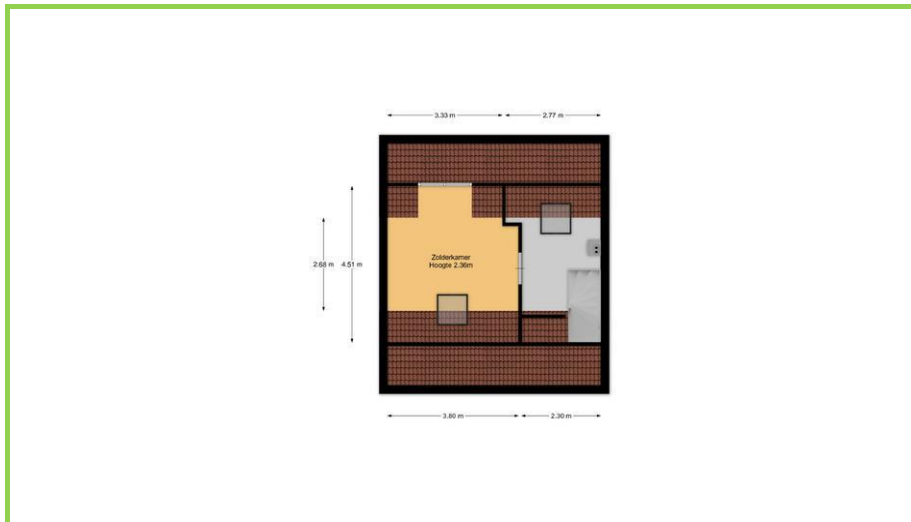 3.33 m
2.77 m
Zolderkamer
Hoogte 2.36m
2.68 m
4.51 m
3.80 m
2.30 m